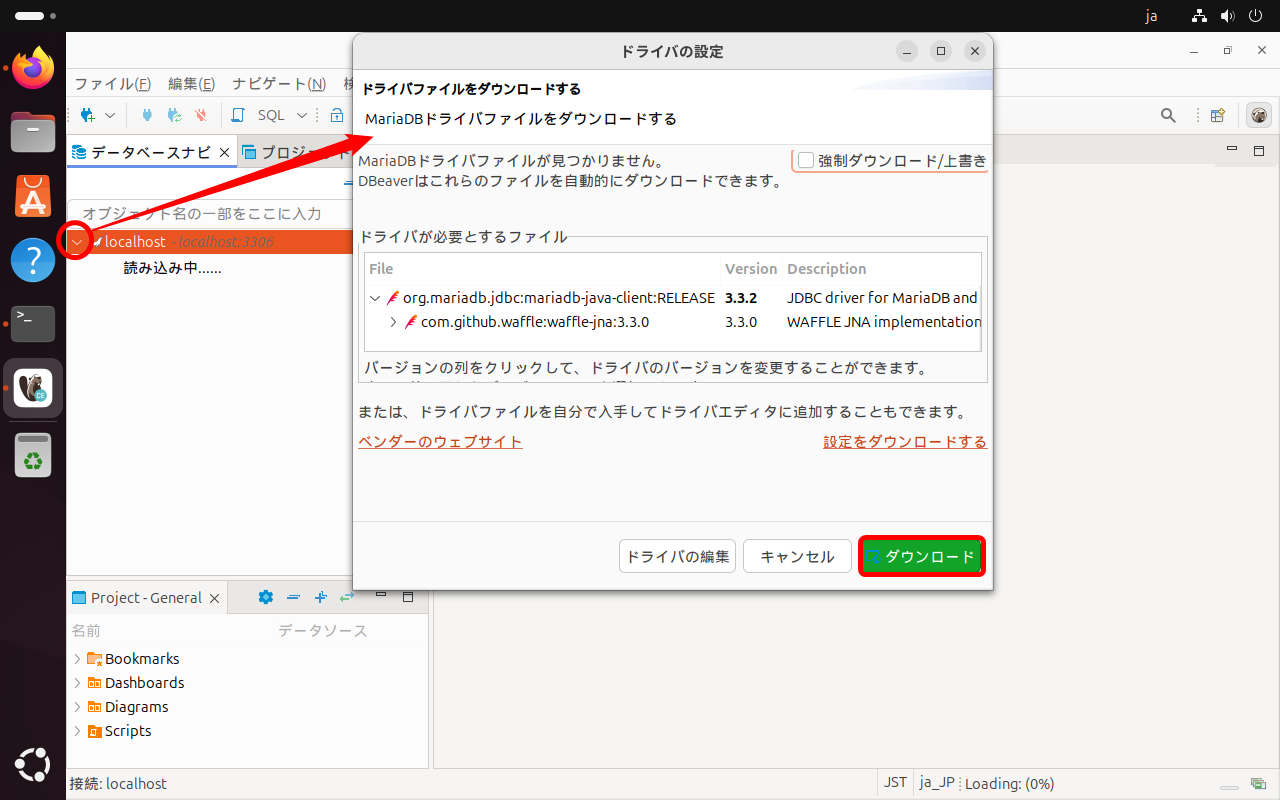 ja
ドライバの設定
ファイル(F) 編集(E) ナビゲート(N) 検
ドライバファイルをダウンロードする
MariaDBドライバファイルをダウンロードする
SQL
データベースナビ
プロジェクト
MariaDBドライバファイルが見つかりません。
DBeaverはこれらのファイルを自動的にダウンロードできます。
強制ダウンロード/上書き
オブジェクト名の一部をここに入力
localhost - localhost:3306
読み込み中......
ドライバが必要とするファイル
File Version Description
org.mariadb.jdbc:mariadb-java-client:RELEASE 3.3.2 JDBC driver for MariaDB and
com.github.waffle:waffle-jna:3.3.0 3.3.0 WAFFLE JNA implementation
バージョンの列をクリックして、ドライバのバージョンを変更することができます。
または、ドライバファイルを自分で入手してドライバエディタに追加することもできます。
ベンダーのウェブサイト 設定をダウンロードする
ドライバの編集 キャンセル ダウンロード
Project - General
名前 データソース
Bookmarks
Dashboards
Diagrams
Scripts
接続: localhost
JST ja_JP Loading: (0%)